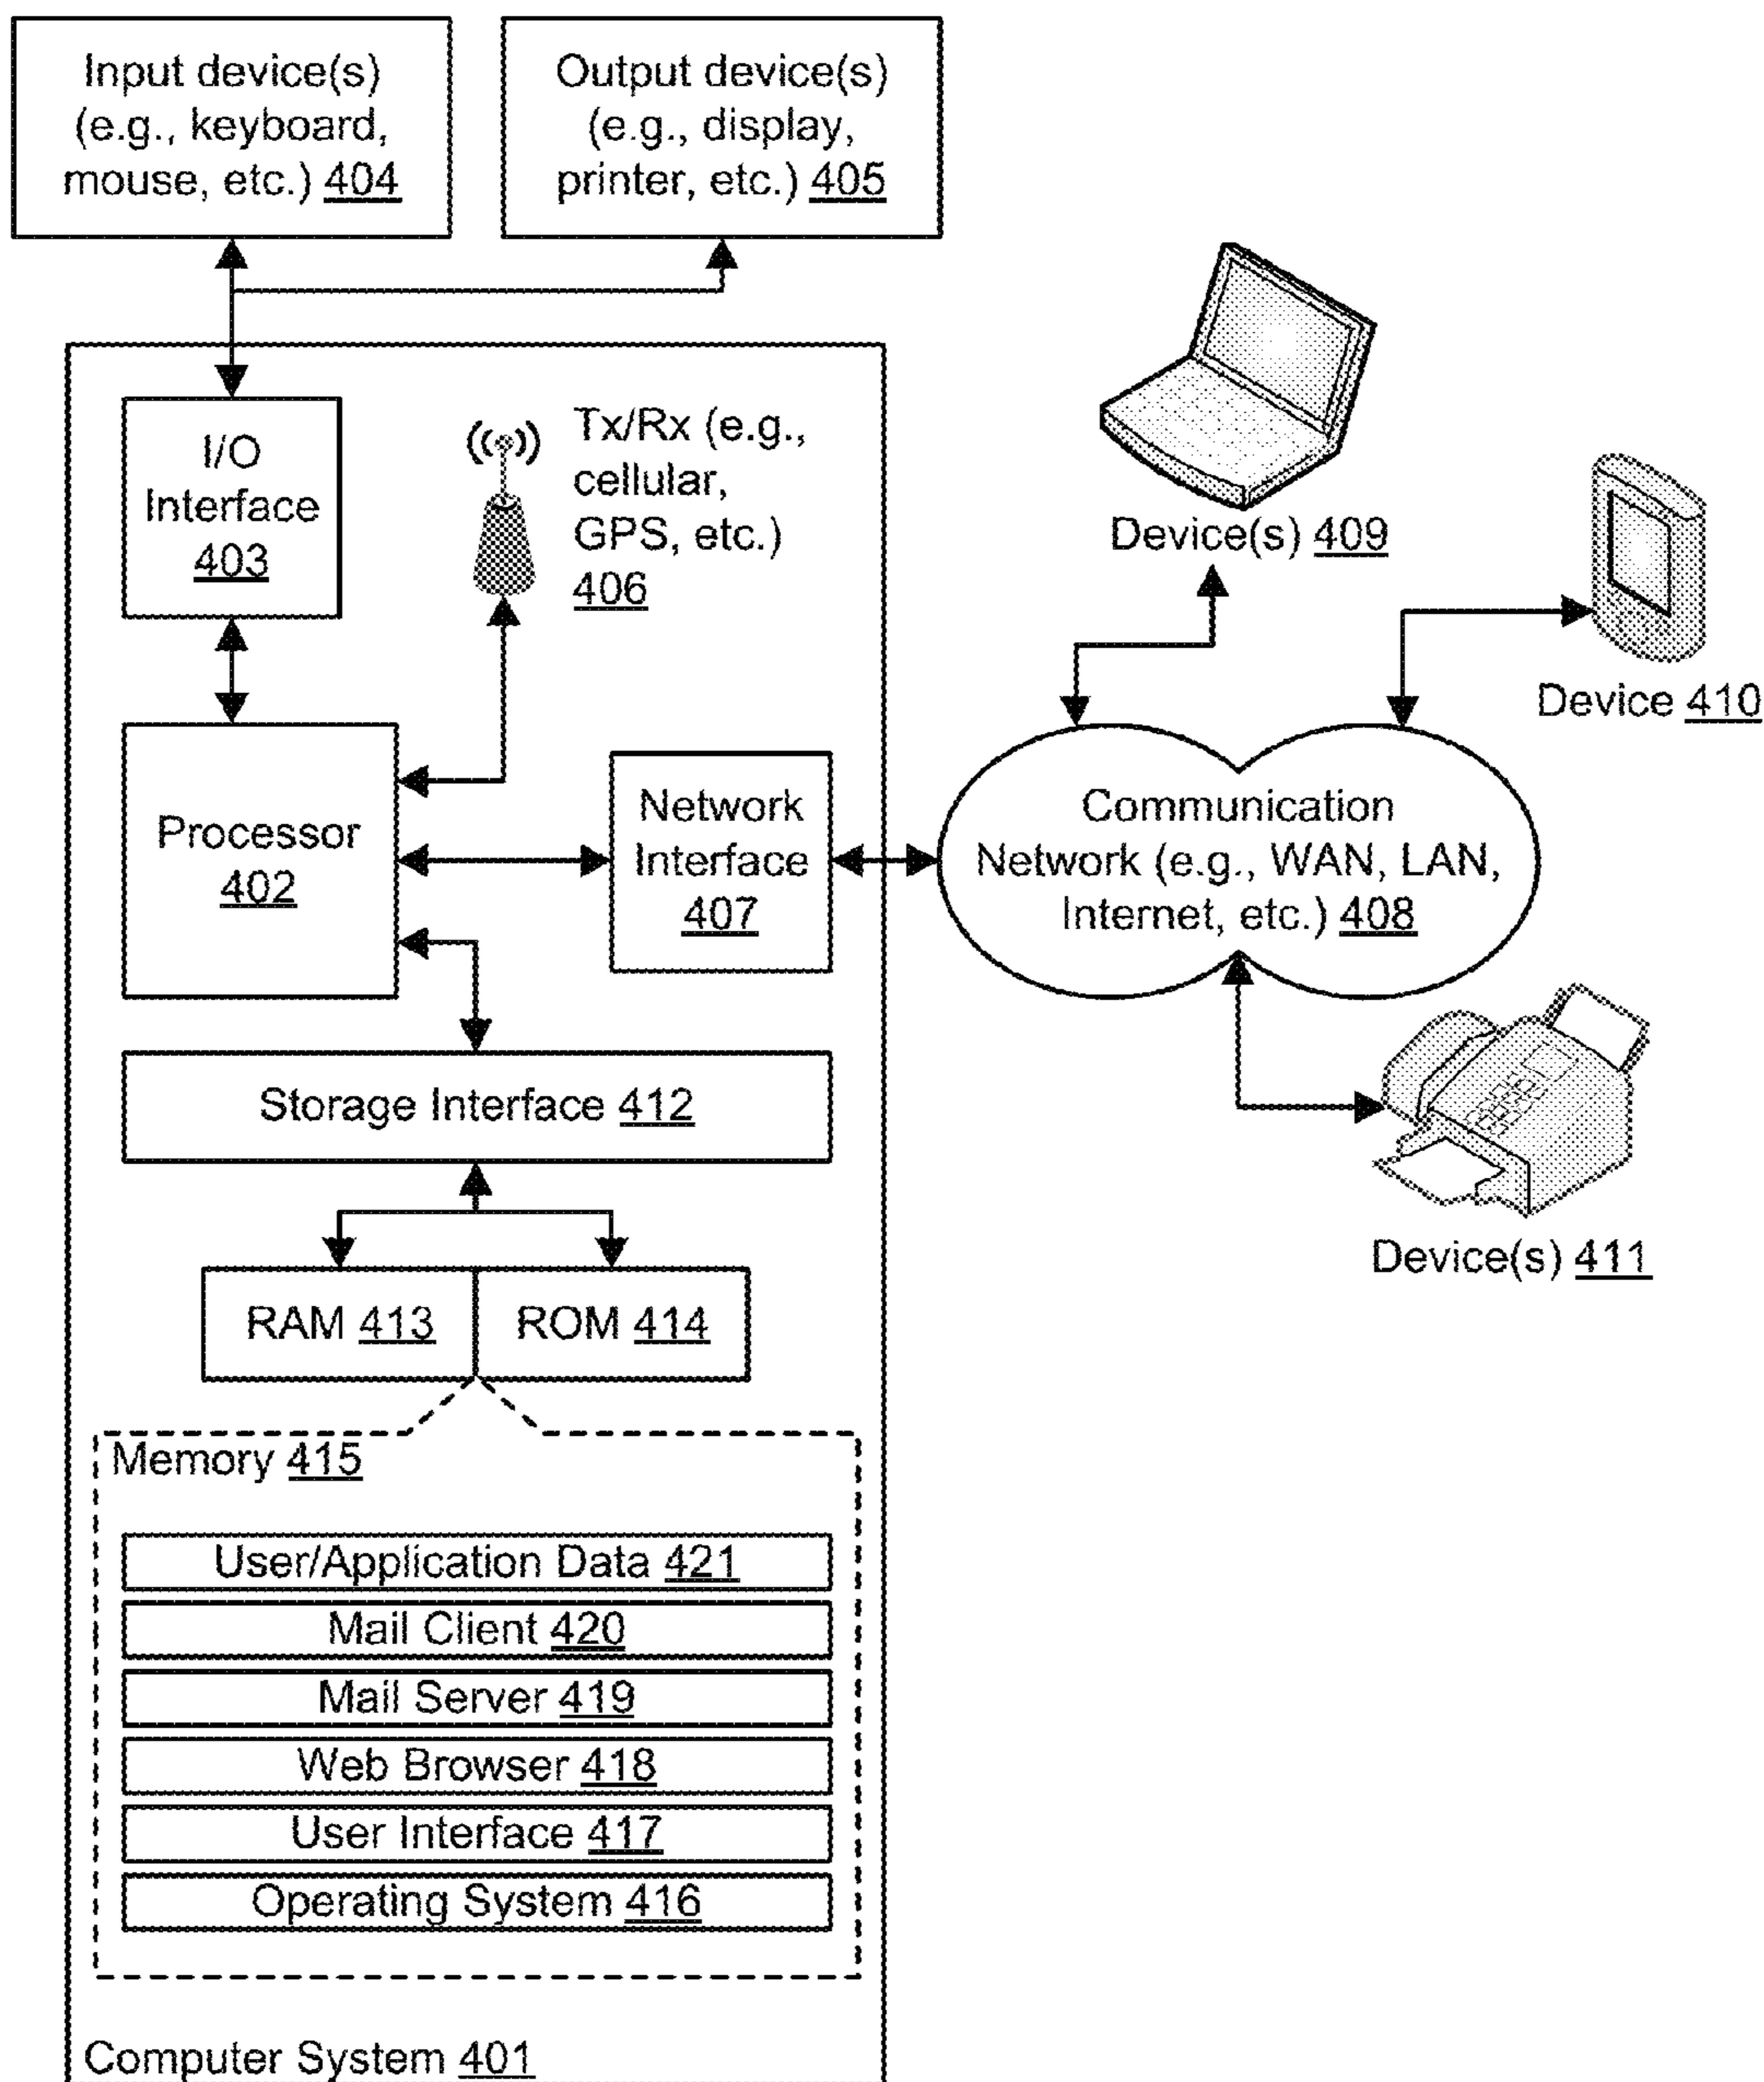 Input device(s)
(e.g., keyboard,
mouse, etc.) 404
Output device(s)
(e.g., display,
printer, etc.) 405
I/O
Interface
403
Tx/Rx (e.g.,
cellular,
GPS, etc.)
406
Device(s) 409
Device 410
Processor
402
Network
Interface
407
Communication
Network (e.g., WAN, LAN,
Internet, etc.) 408
Storage Interface 412
Device(s) 411
RAM 413
ROM 414
Memory 415
User/Application Data 421
Mail Client 420
Mail Server 419
Web Browser 418
User Interface 417
Operating System 416
Computer System 401